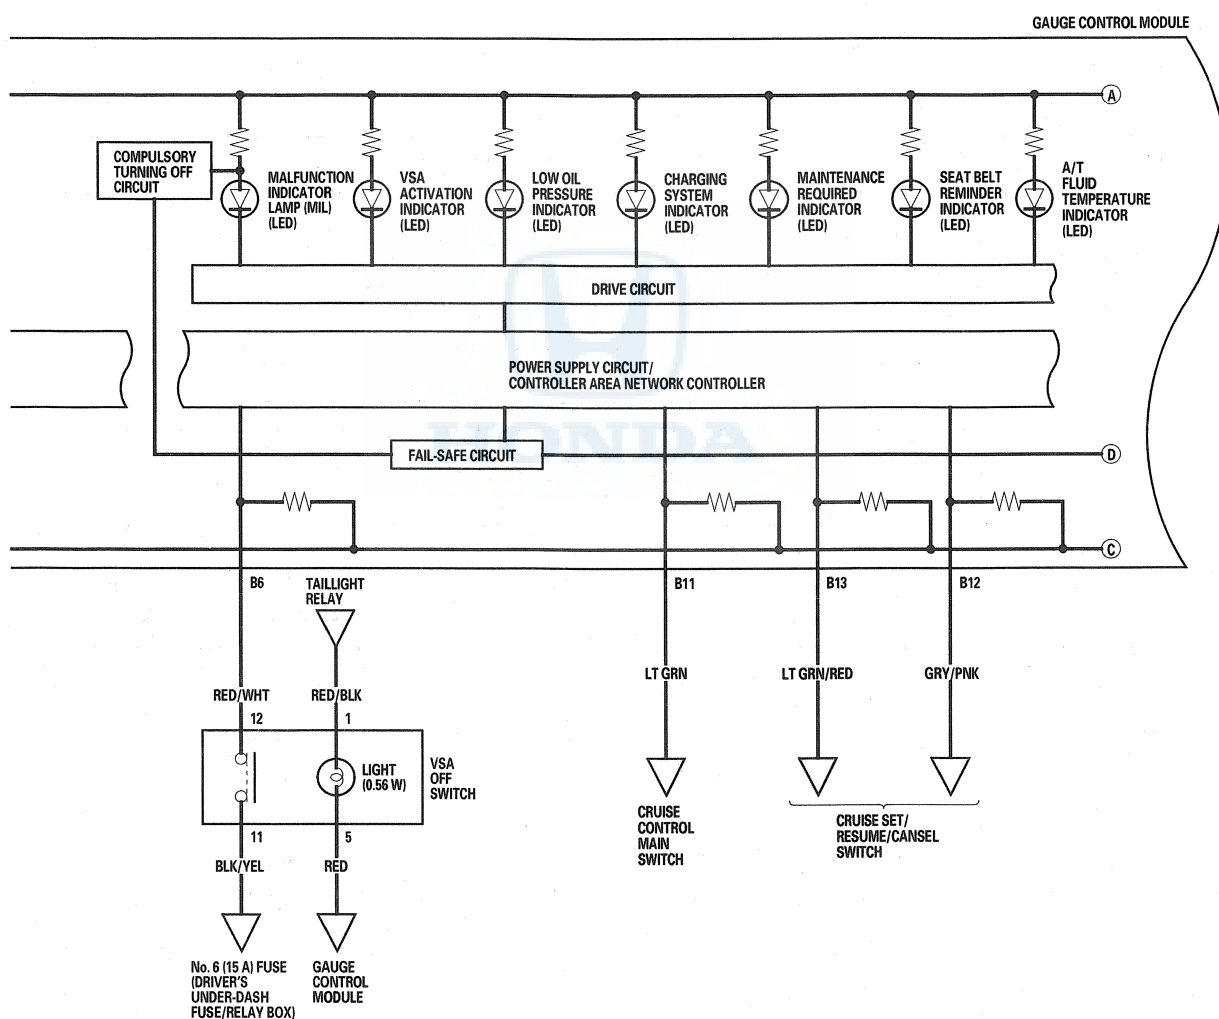 GAUGE CONTROL MODULE
A
COMPULSORY
TURNING OFF
CIRCUIT
MALFUNCTION
INDICATOR
LAMP (MIL)
(LED)
VSA
ACTIVATION
INDICATOR
(LED)
LOW OIL
PRESSURE
INDICATOR
(LED)
CHARGING
SYSTEM
INDICATOR
(LED)
MAINTENANCE
REQUIRED
INDICATOR
(LED)
SEAT BELT
REMINDER
INDICATOR
(LED)
A/T
FLUID
TEMPERATURE
INDICATOR
(LED)
DRIVE CIRCUIT
POWER SUPPLY CIRCUIT/
CONTROLLER AREA NETWORK CONTROLLER
HONDA
FAIL-SAFE CIRCUIT
D
C
B6
TAILLIGHT
RELAY
B11
B13
B12
LT GRN
LT GRN/RED
GRY/PNK
RED/WHT
RED/BLK
12
1
LIGHT
(0.56 W)
VSA
OFF
SWITCH
11
5
BLK/YEL
RED
CRUISE
CONTROL
MAIN
SWITCH
CRUISE SET/
RESUME/CANSEL
SWITCH
No. 6 (15 A) FUSE
(DRIVER'S
UNDER-DASH
FUSE/RELAY BOX)
GAUGE
CONTROL
MODULE